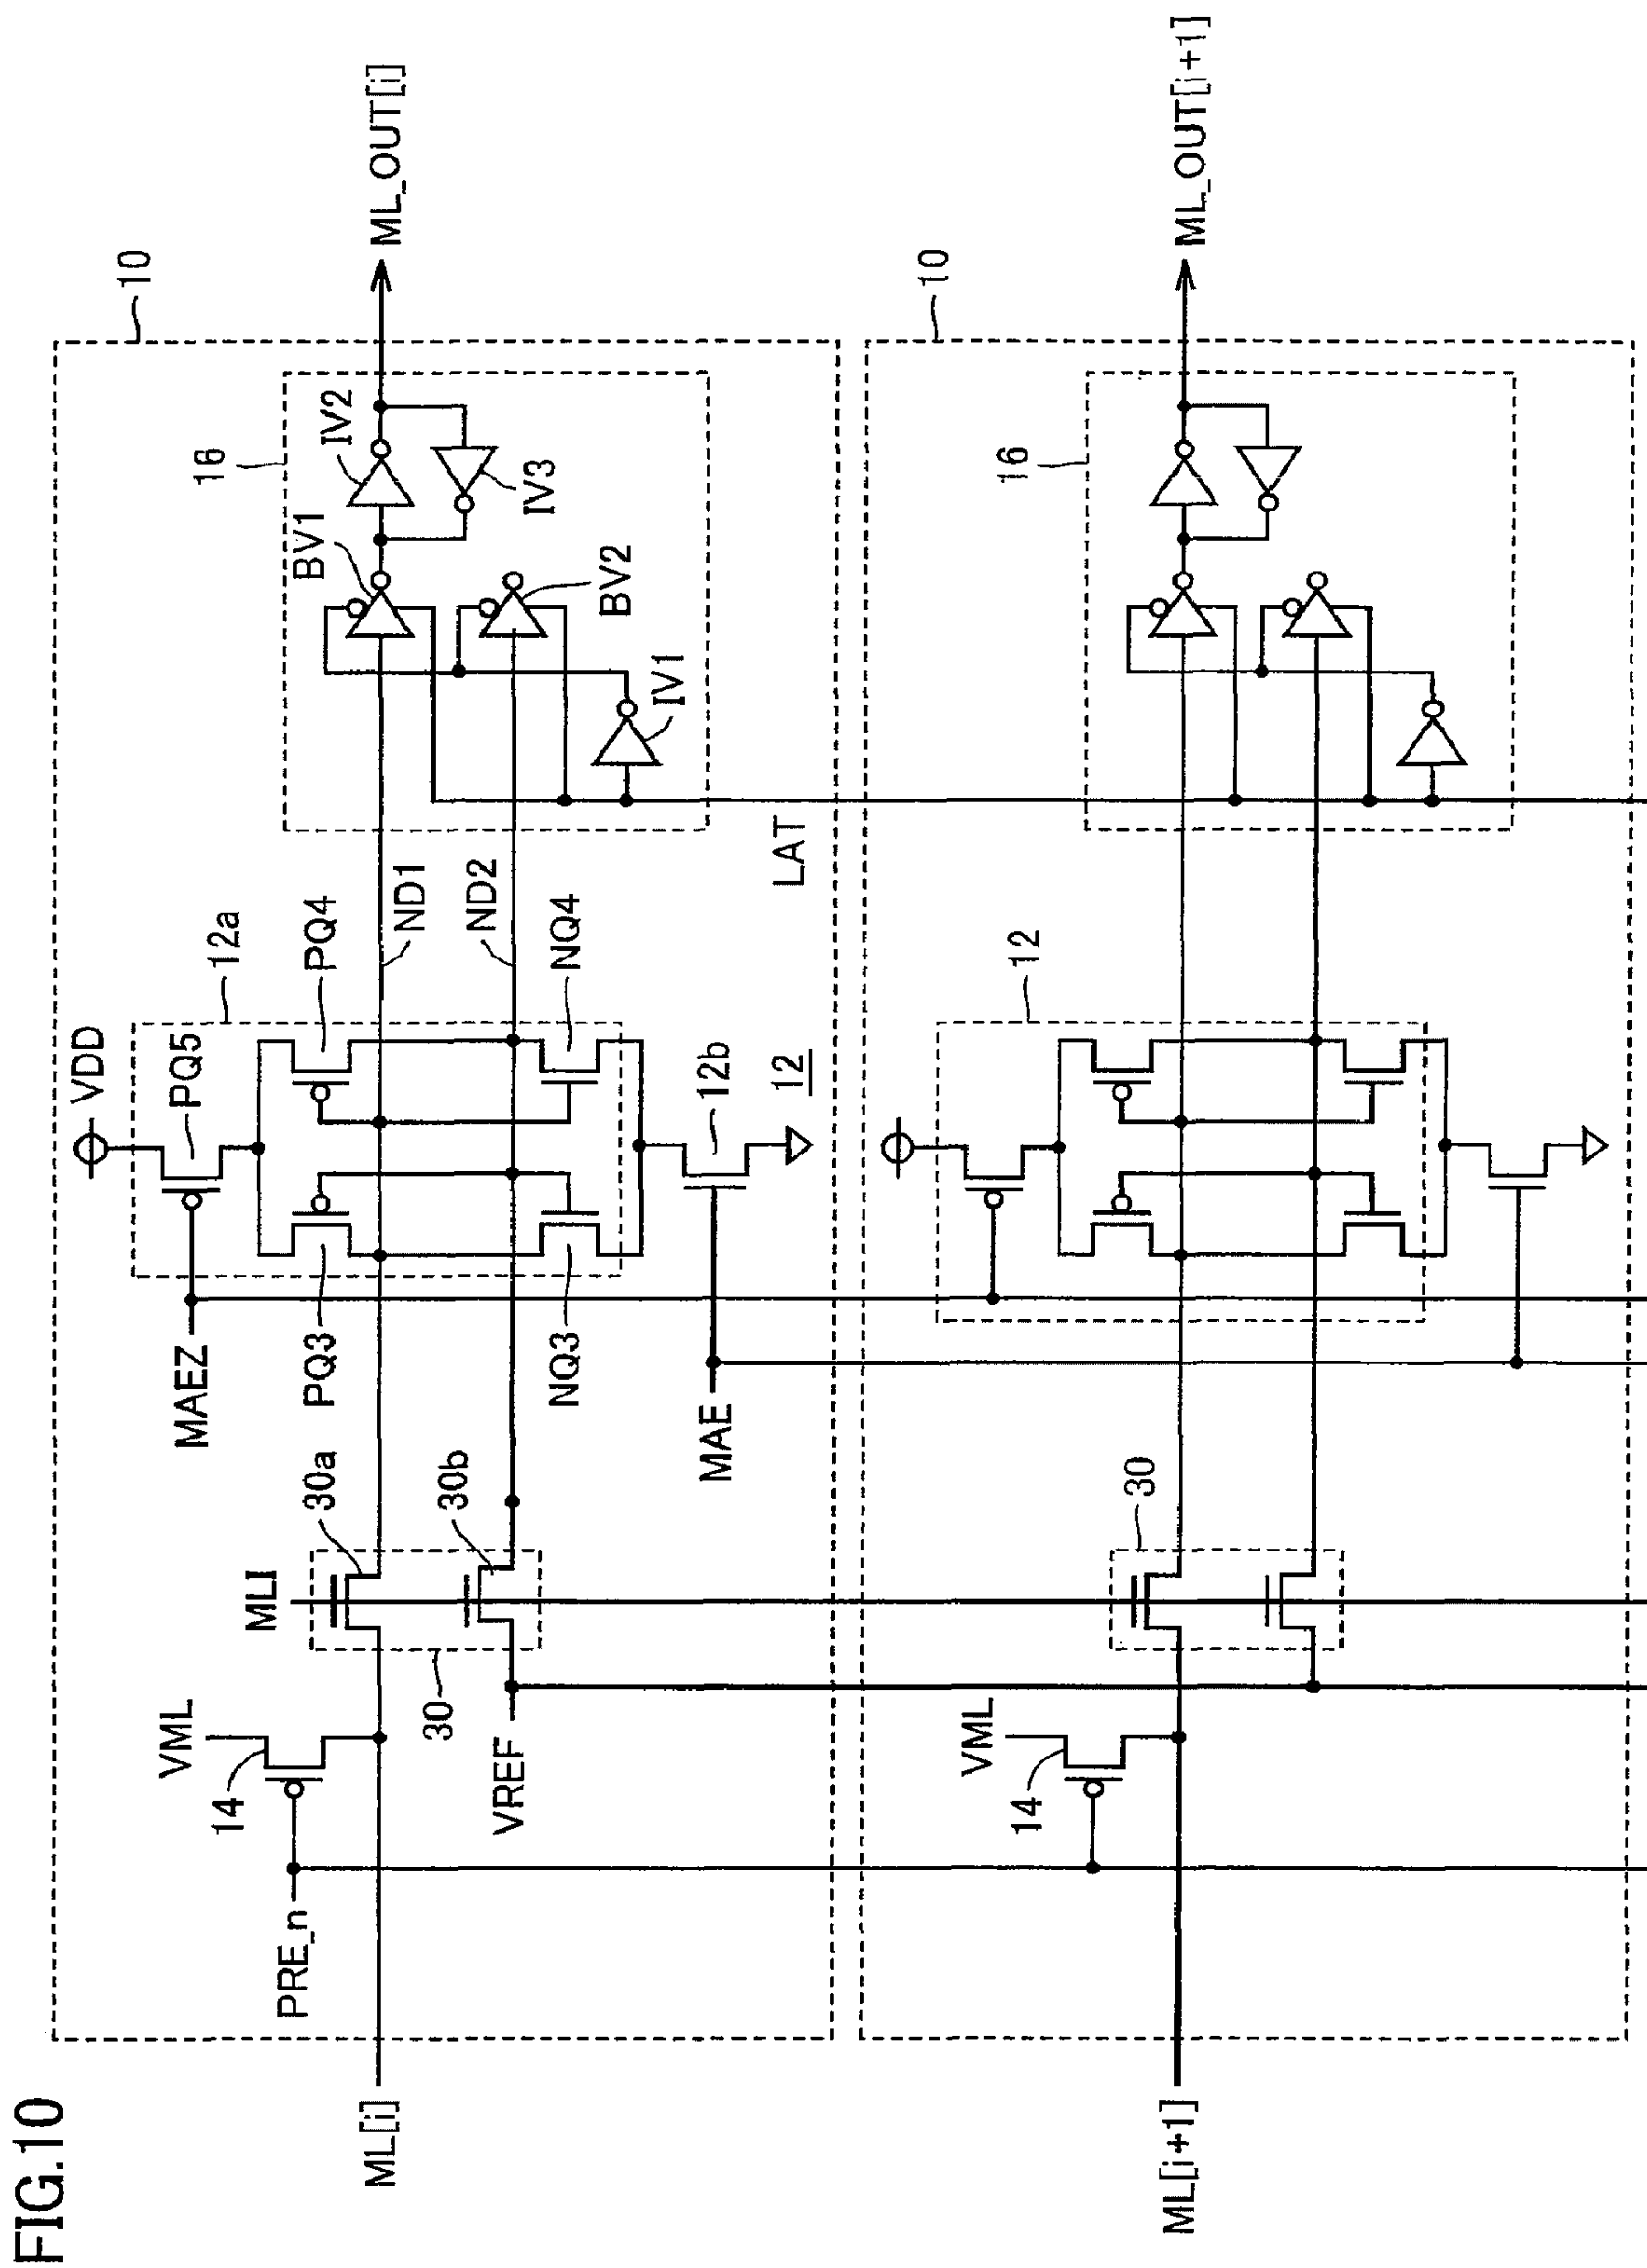 FIG.10
ML[i]
PRE_n
VML
14
VREF
30
MLI
30a
30b
MAEZ
MAE
PQ3
NQ3
VDD
PQ5
12a
PQ4
NQ4
12b
12
ND1
ND2
LAT
16
BV1
BV2
IV1
IV2
IV3
10
ML_OUT[i]
ML[i+1]
VML
14
30
12
16
10
ML_OUT[i+1]